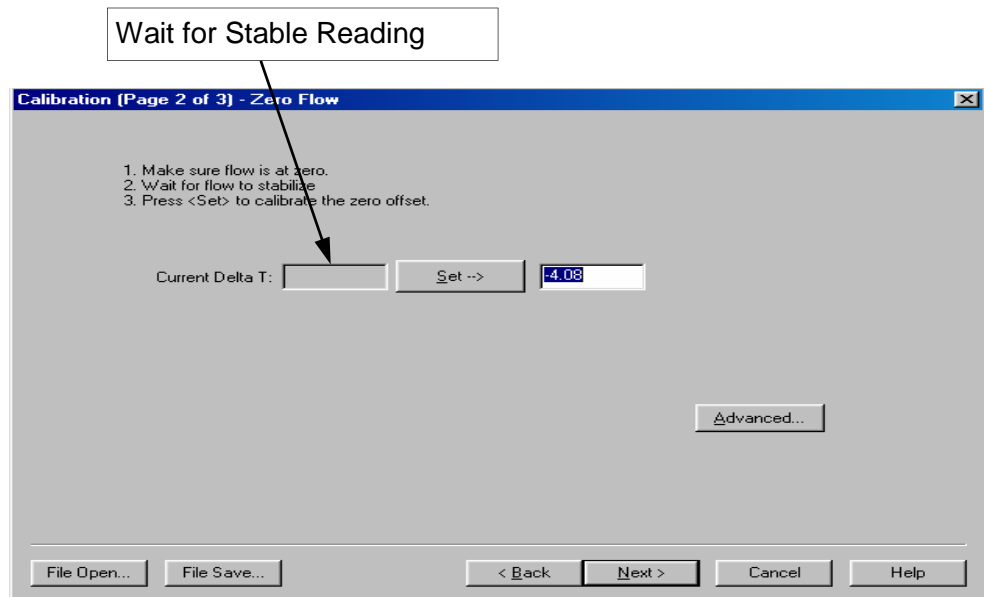 Wait for Stable Reading
Calibration (Page 2 of 3) - Zero Flow
1. Make sure flow is at zero.
2. Wait for flow to stabilize
3. Press <Set> to calibrate the zero offset.
Current Delta T: Set --> -4.08
Advanced...
File Open... File Save... < Back Next > Cancel Help